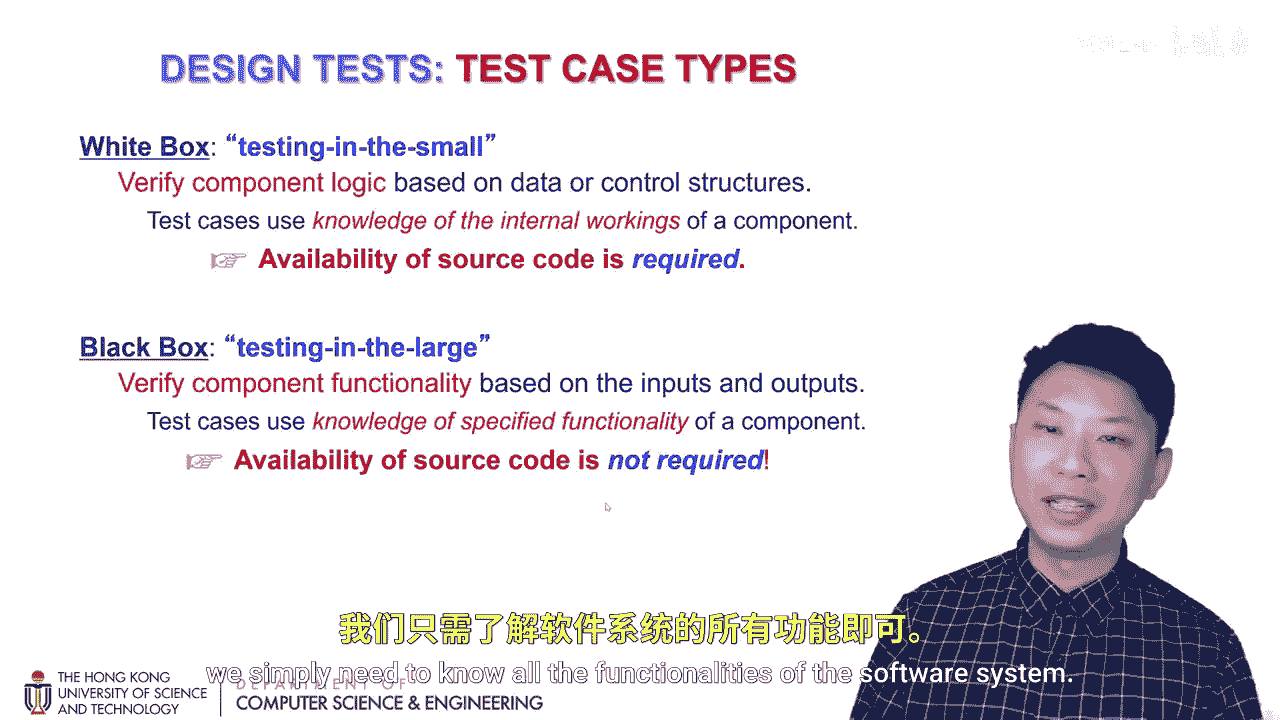 DESIGN TESTS: TEST CASE TYPES
White Box: “testing-in-the-small”
Verify component logic based on data or control structures.
Test cases use knowledge of the internal workings of a component.
☞ Availability of source code is required.
Black Box: “testing-in-the-large”
Verify component functionality based on the inputs and outputs.
Test cases use knowledge of specified functionality of a component.
☞ Availability of source code is not required!
我们只需了解软件系统的所有功能即可。
we simply need to know all the functionalities of the software system.
THE HONG KONG
UNIVERSITY OF SCIENCE
AND TECHNOLOGY
DEPARTMENT OF
COMPUTER SCIENCE & ENGINEERING